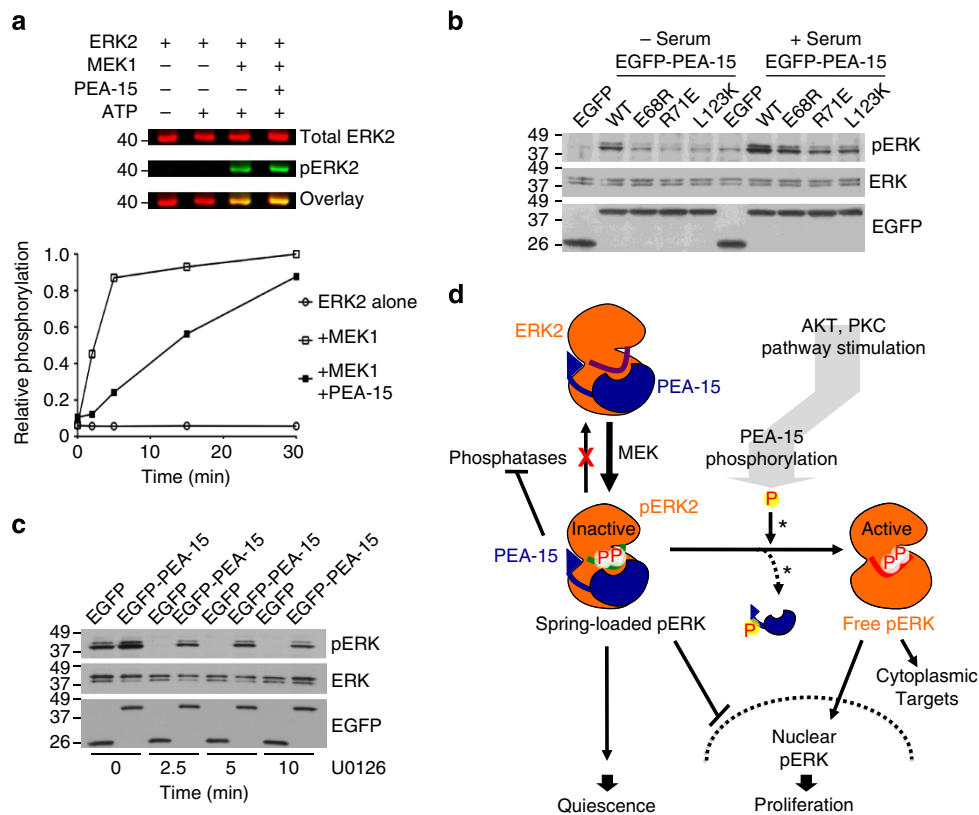 a
ERK2 + + + +
MEK1 – – + +
PEA-15 – – – +
ATP – + + +
40 Total ERK2
40 pERK2
40 Overlay
Relative phosphorylation
1.0
0.8
0.6
0.4
0.2
0
0 10 20 30
Time (min)
ERK2 alone
+MEK1
+MEK1
+PEA-15
b
– Serum + Serum
EGFP-PEA-15 EGFP-PEA-15
EGFP WT E68R R71E L123K EGFP WT E68R R71E L123K
49
37 pERK
49
37 ERK
49
37 EGFP
26
c
EGFP EGFP-PEA-15 EGFP EGFP-PEA-15 EGFP EGFP-PEA-15 EGFP EGFP-PEA-15
49
37 pERK
49
37 ERK
49
37 EGFP
26
0 2.5 5 10 U0126
Time (min)
d
ERK2
PEA-15
AKT, PKC
pathway stimulation
Phosphatases
X
MEK
PEA-15
phosphorylation
P
pERK2
Inactive
PP
PEA-15
*
*
P
Active
PP
Spring-loaded pERK
Free pERK
Cytoplasmic
Targets
Nuclear
pERK
Quiescence
Proliferation